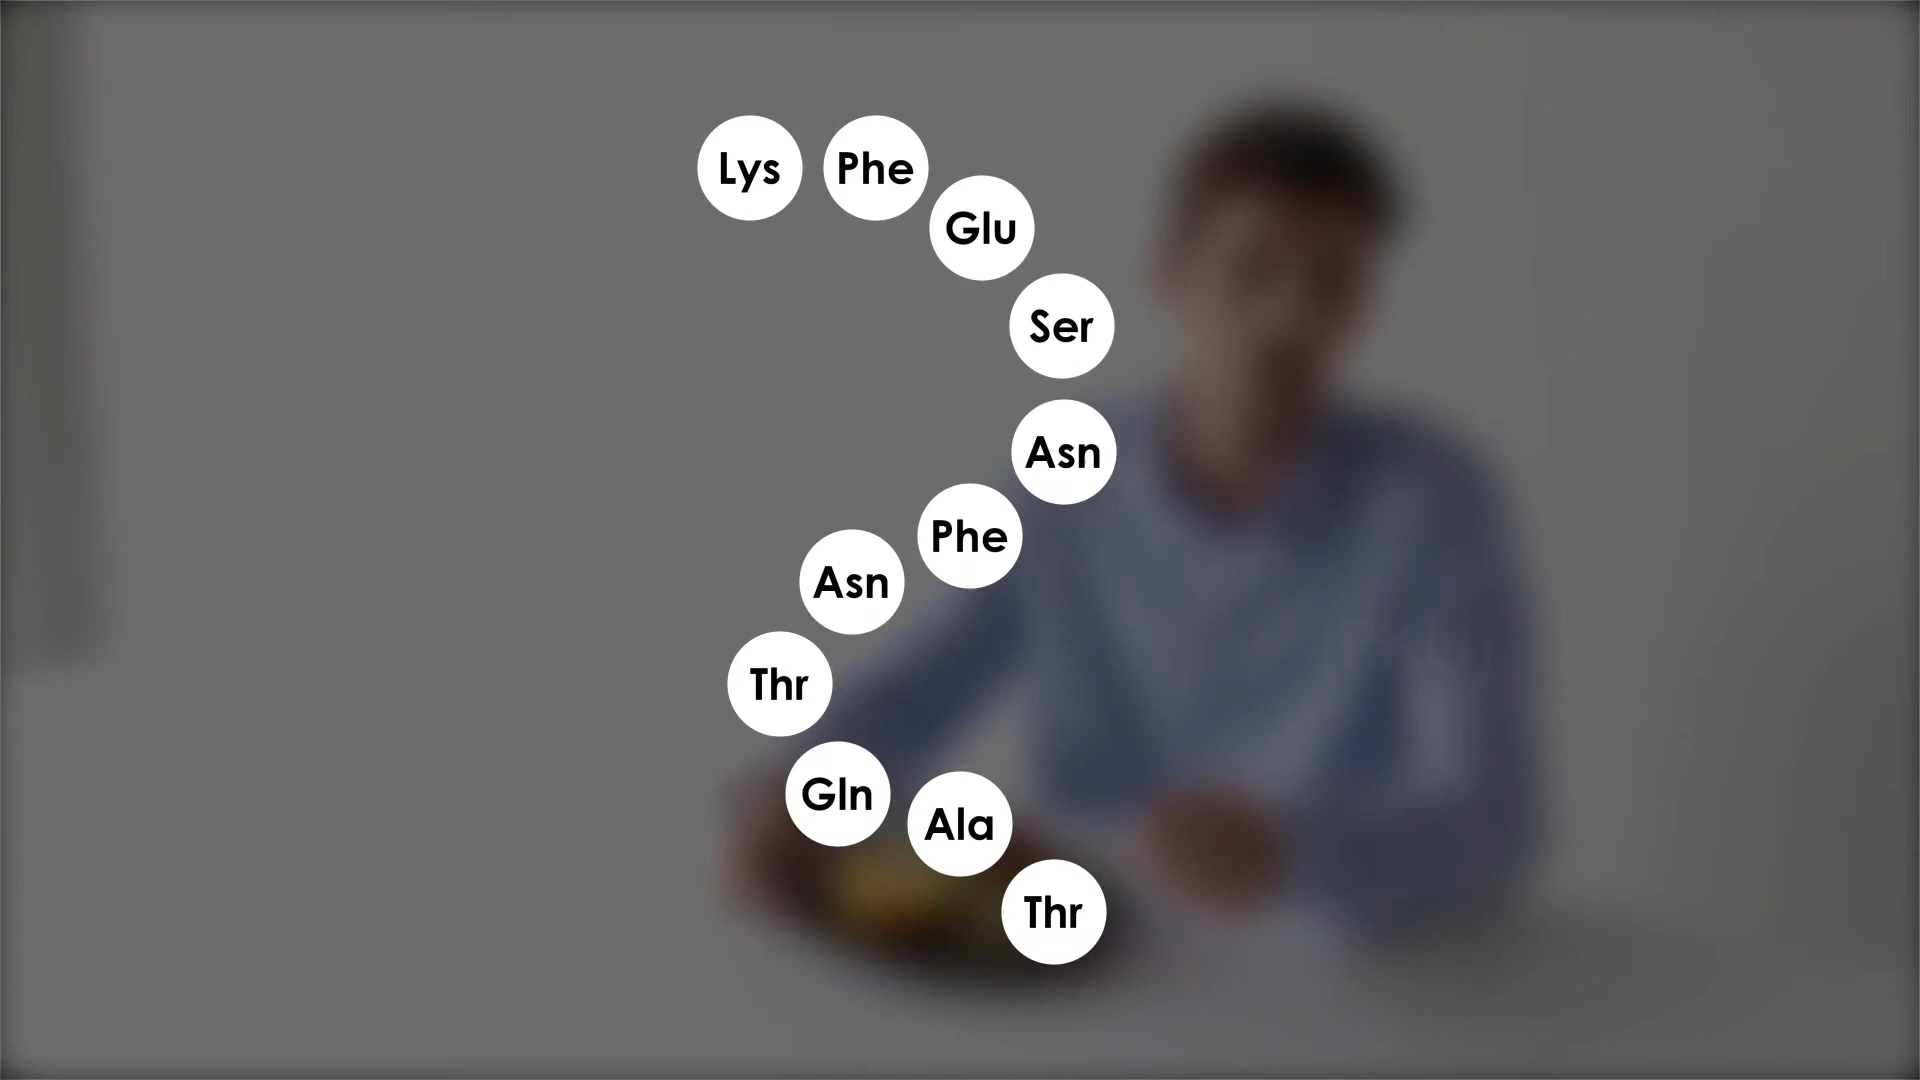 Lys
Phe
Glu
Ser
Asn
Phe
Asn
Thr
Gln
Ala
Thr